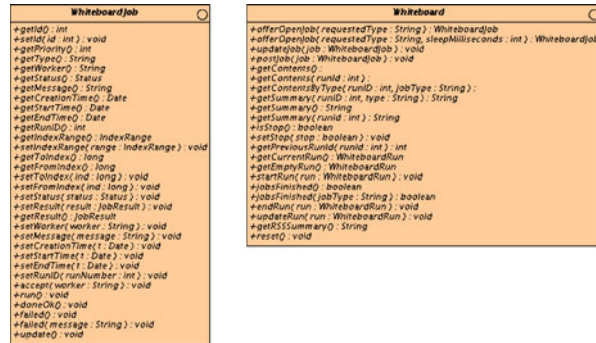 WhiteboardJob
+getId() : int
+setId( id : int ) : void
+getPriority() : int
+getType() : String
+getWorker() : String
+getStatus() : Status
+getMessage() : String
+getCreationTime() : Date
+getStartTime() : Date
+getEndTime() : Date
+getRunID() : int
+getIndexRange() : IndexRange
+setIndexRange( range : IndexRange ) : void
+getToIndex() : long
+getFromIndex() : long
+setToIndex( ind : long ) : void
+setFromIndex( ind : long ) : void
+setStatus( status : Status ) : void
+setResult( result : JobResult ) : void
+getResult() : JobResult
+setWorker( worker : String ) : void
+setMessage( message : String ) : void
+setCreationTime( t : Date ) : void
+setStartTime( t : Date ) : void
+setEndTime( t : Date ) : void
+setRunID( runNumber : int ) : void
+accept( worker : String ) : void
+run() : void
+doneOk() : void
+failed() : void
+failed( message : String ) : void
+update() : void
Whiteboard
+offerOpenJob( requestedType : String ) : WhiteboardJob
+offerOpenJob( requestedType : String, sleepMilliseconds : int ) : WhiteboardJob
+updateJob( job : WhiteboardJob ) : void
+postJob( job : WhiteboardJob ) : void
+getContents() :
+getContents( runId : int ) :
+getContentsByType( runID : int, jobType : String ) :
+getSummary( runID : int, type : String ) : String
+getSummary() : String
+getSummary( runId : int ) : String
+isStop() : boolean
+setStop( stop : boolean ) : void
+getPreviousRunId( runId : int ) : int
+getCurrentRun() : WhiteboardRun
+getEmptyRun() : WhiteboardRun
+startRun( run : WhiteboardRun ) : void
+jobsFinished() : boolean
+jobsFinished( jobType : String ) : boolean
+endRun( run : WhiteboardRun ) : void
+updateRun( run : WhiteboardRun ) : void
+getRSSSummary() : String
+reset() : void